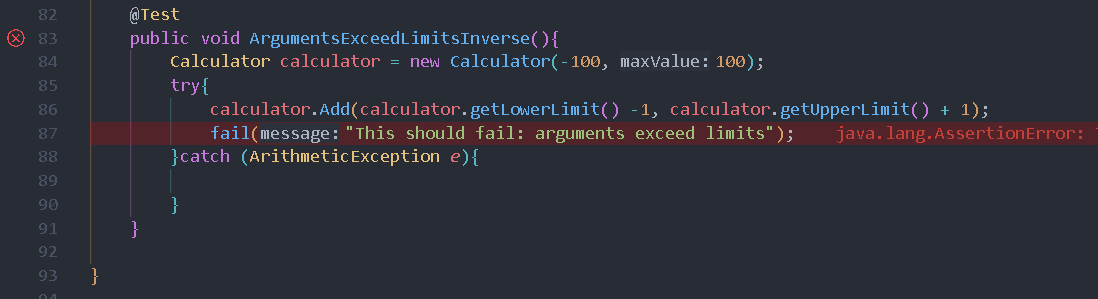 82 @Test
83 public void ArgumentsExceedLimitsInverse(){
84 Calculator calculator = new Calculator(-100, maxValue: 100);
85 try{
86 calculator.Add(calculator.getLowerLimit() -1, calculator.getUpperLimit() + 1);
87 fail(message: "This should fail: arguments exceed limits"); java.lang.AssertionError:
88 }catch (ArithmeticException e){
89
90 }
91 }
92
93 }